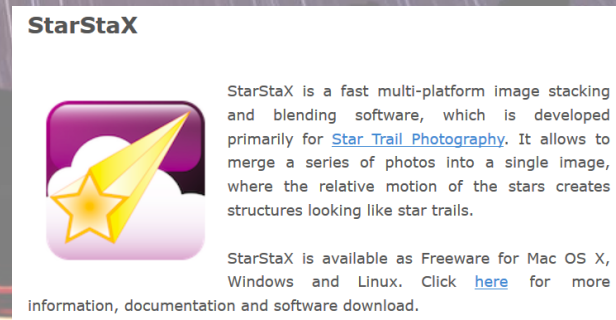 StarStaX
StarStaX is a fast multi-platform image stacking
and blending software, which is developed
primarily for Star Trail Photography. It allows to
merge a series of photos into a single image,
where the relative motion of the stars creates
structures looking like star trails.
StarStaX is available as Freeware for Mac OS X,
Windows and Linux. Click here for more
information, documentation and software download.